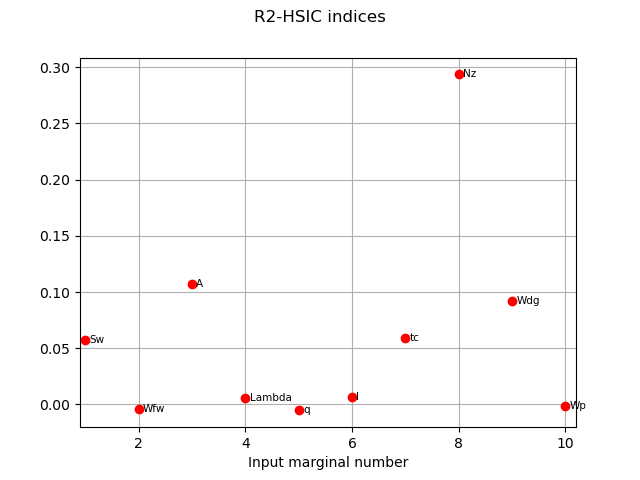 R2-HSIC indices
0.30
Nz
0.25
0.20
0.15
A
0.10
Wdg
Sw
tc
0.05
Lambda
l
0.00
Wfw
q
Wp
2
4
6
8
10
Input marginal number